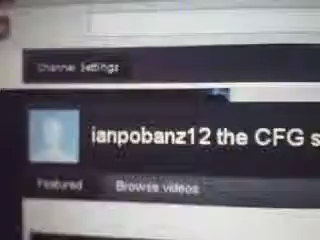 Channel Settings
ianpobanz12 the CFG s
Featured Browse videos